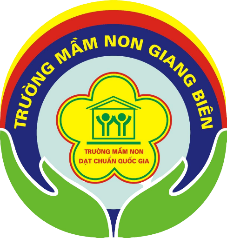 TRƯỜNG MẦM NON GIANG BIÊN
TRƯỜNG MẦM NON
ĐẠT CHUẨN QUỐC GIA